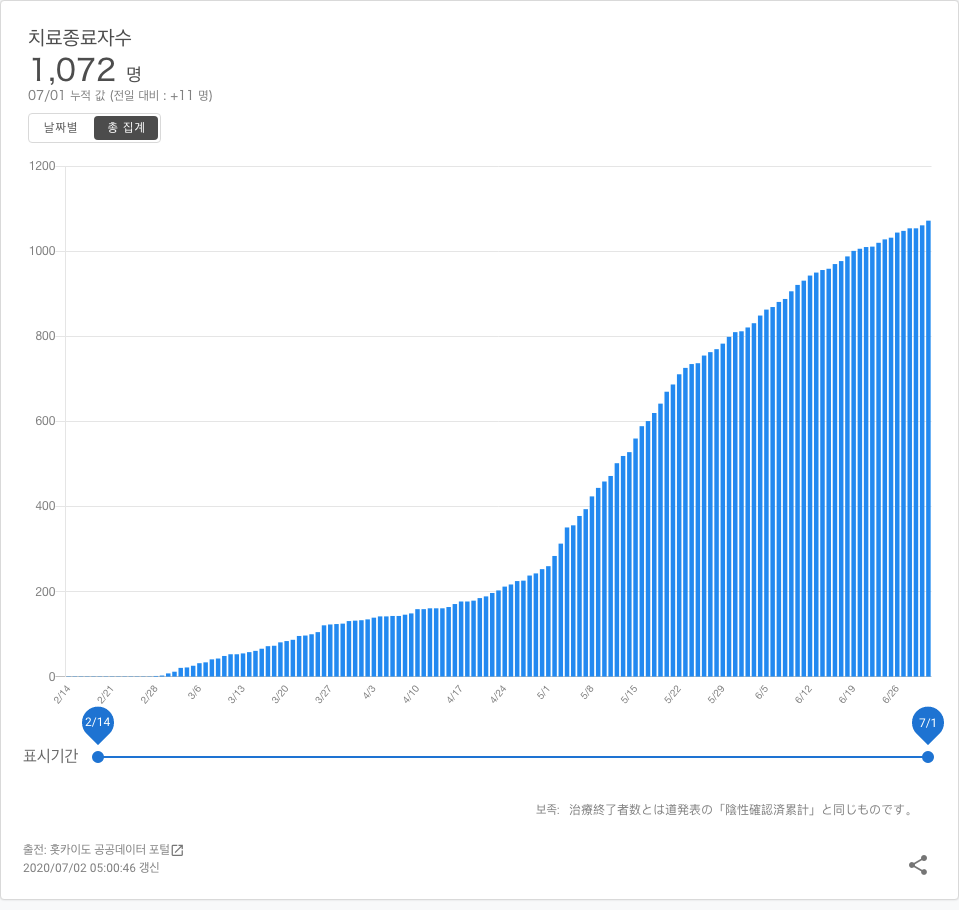 치료종료자수
1,072 명
07/01 누적 값 (전일 대비 : +11 명)
날짜별 총 집계
1200
1000
800
600
400
200
0
2/14 2/21 2/28 3/6 3/13 3/20 3/27 4/3 4/10 4/17 4/24 5/1 5/8 5/15 5/22 5/29 6/5 6/12 6/19 6/26
2/14 7/1
표시기간
보족: 治療終了者数とは道発表の「陰性確認済累計」と同じものです。
출전: 홋카이도 공공데이터 포털
2020/07/02 05:00:46 갱신